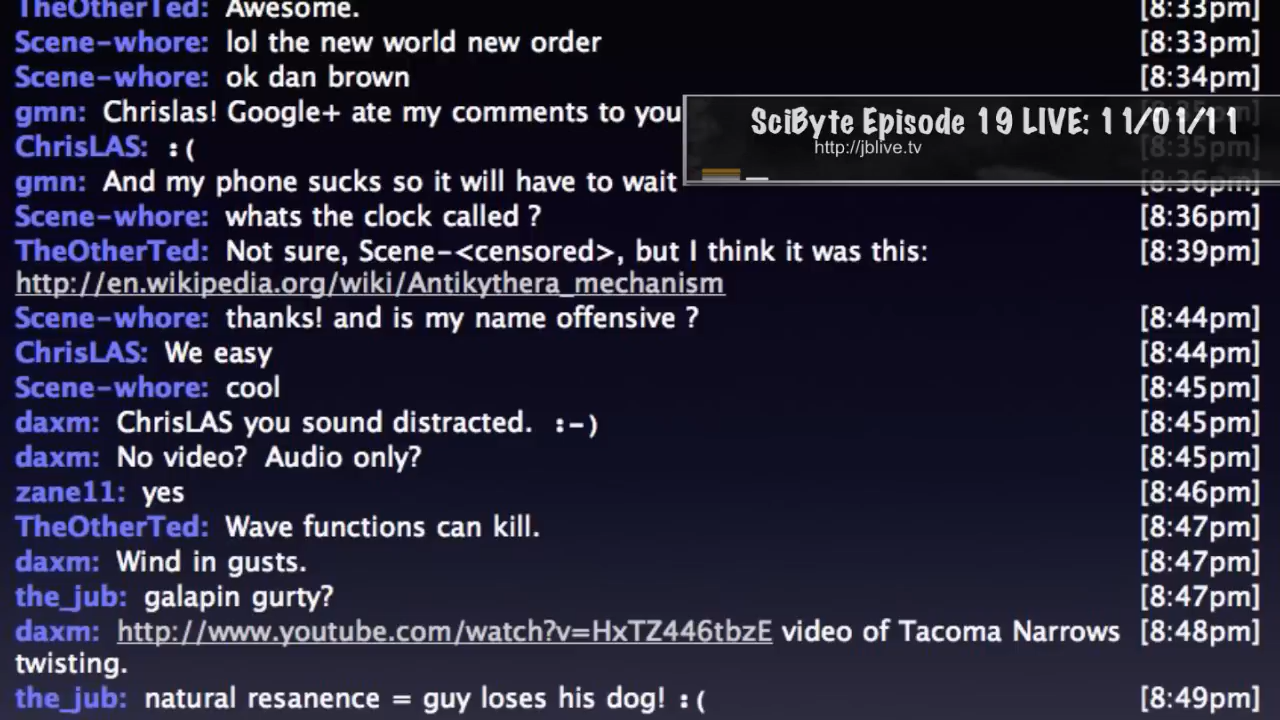 TheOtherTed: Awesome. [8:33pm]
Scene-whore: lol the new world new order [8:33pm]
Scene-whore: ok dan brown [8:34pm]
gmn: Chrislas! Google+ ate my comments to you [8:35pm]
SciByte Episode 19 LIVE: 11/01/11
http://jblive.tv
ChrisLAS: :( [8:35pm]
gmn: And my phone sucks so it will have to wait [8:36pm]
Scene-whore: whats the clock called ? [8:36pm]
TheOtherTed: Not sure, Scene-<censored>, but I think it was this: [8:39pm]
http://en.wikipedia.org/wiki/Antikythera_mechanism
Scene-whore: thanks! and is my name offensive ? [8:44pm]
ChrisLAS: We easy [8:44pm]
Scene-whore: cool [8:45pm]
daxm: ChrisLAS you sound distracted. :-) [8:45pm]
daxm: No video? Audio only? [8:45pm]
zane11: yes [8:46pm]
TheOtherTed: Wave functions can kill. [8:47pm]
daxm: Wind in gusts. [8:47pm]
the_jub: galapin gurty? [8:47pm]
daxm: http://www.youtube.com/watch?v=HxTZ446tbzE video of Tacoma Narrows [8:48pm]
twisting.
the_jub: natural resanence = guy loses his dog! :( [8:49pm]